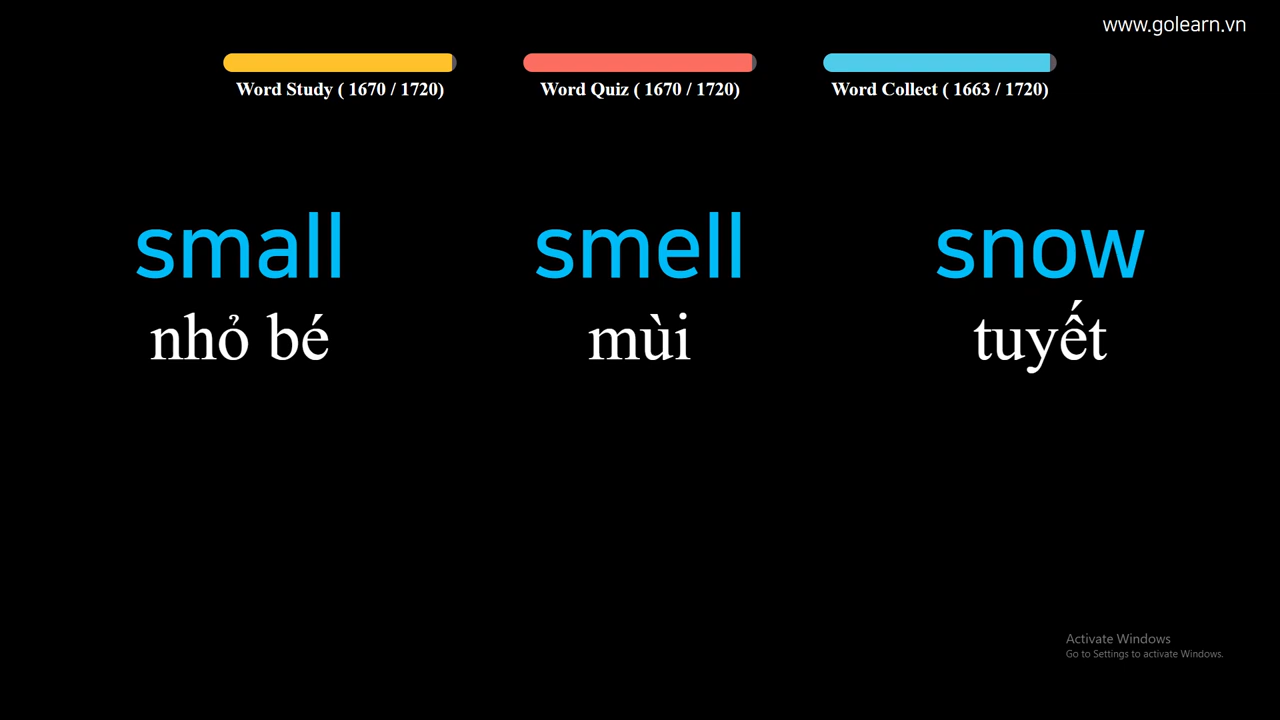 www.golearn.vn
Word Study ( 1670 / 1720)
Word Quiz ( 1670 / 1720)
Word Collect ( 1663 / 1720)
small
smell
snow
nhỏ bé
mùi
tuyết
Activate Windows
Go to Settings to activate Windows.